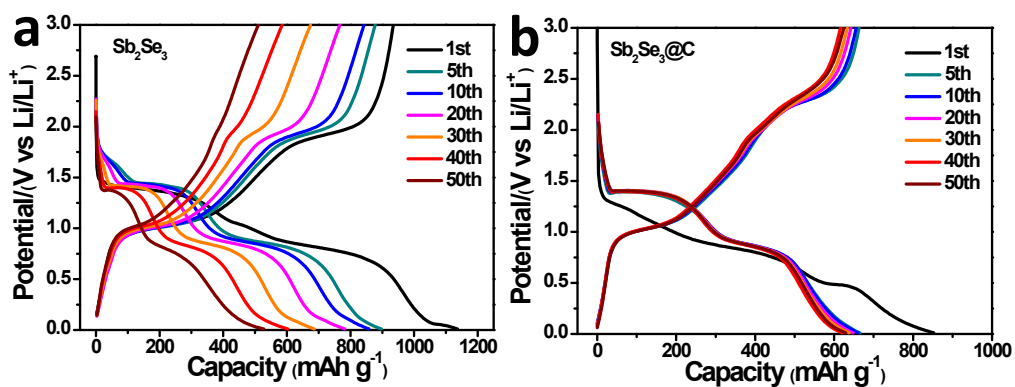 a
Sb₂Se₃
1st
5th
10th
20th
30th
40th
50th
3.0
2.5
2.0
1.5
1.0
0.5
0.0
0 200 400 600 800 1000 1200
Potential/(V vs Li/Li⁺)
Capacity (mAh g⁻¹)
b
Sb₂Se₃@C
1st
5th
10th
20th
30th
40th
50th
3.0
2.5
2.0
1.5
1.0
0.5
0.0
0 200 400 600 800 1000
Potential/(V vs Li/Li⁺)
Capacity (mAh g⁻¹)